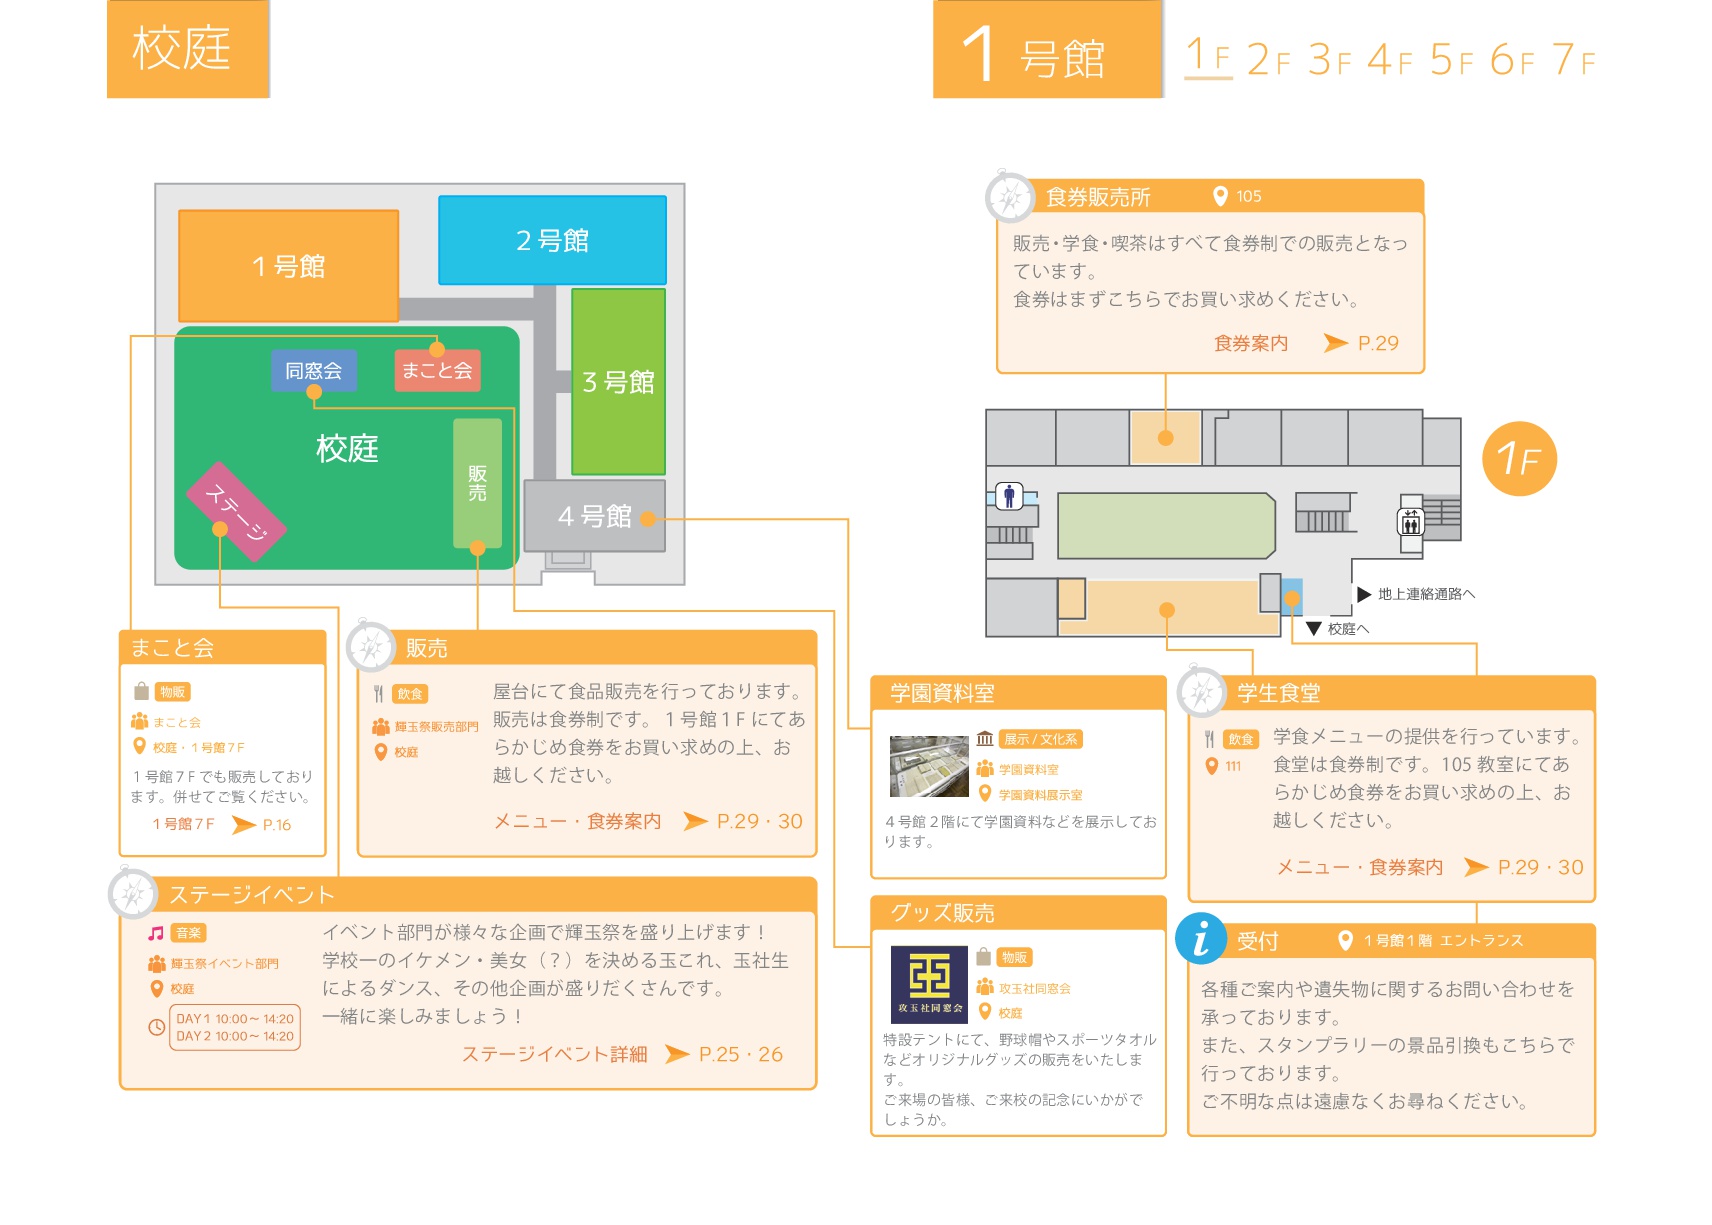 校庭
1号館
1F 2F 3F 4F 5F 6F 7F
1号館
2号館
3号館
4号館
同窓会
まこと会
校庭
販売
ステージ
食券販売所
105
販売・学食・喫茶はすべて食券制での販売となっ
ています。
食券はまずこちらでお買い求めください。
食券案内 P.29
1F
地上連絡通路へ
校庭へ
まこと会
物販
まこと会
校庭・1号館7F
1号館7Fでも販売しており
ます。併せてご覧ください。
1号館7F P.16
販売
飲食
輝玉祭販売部門
校庭
屋台にて食品販売を行っております。
販売は食券制です。1号館1Fにてあ
らかじめ食券をお買い求めの上、お
越しください。
メニュー・食券案内 P.29・30
ステージイベント
音楽
輝玉祭イベント部門
校庭
DAY1 10:00～14:20
DAY2 10:00～14:20
イベント部門が様々な企画で輝玉祭を盛り上げます！
学校一のイケメン・美女（？）を決める玉これ、玉社生
によるダンス、その他企画が盛りだくさんです。
一緒に楽しみましょう！
ステージイベント詳細 P.25・26
学園資料室
展示/文化系
学園資料室
学園資料展示室
4号館2階にて学園資料などを展示してお
ります。
グッズ販売
攻玉社同窓会
物販
攻玉社同窓会
校庭
特設テントにて、野球帽やスポーツタオル
などオリジナルグッズの販売をいたしま
す。
ご来場の皆様、ご来校の記念にいかがで
しょうか。
学生食堂
飲食
111
学食メニューの提供を行っています。
食堂は食券制です。105教室にてあ
らかじめ食券をお買い求めの上、お
越しください。
メニュー・食券案内 P.29・30
i
受付
1号館1階 エントランス
各種ご案内や遺失物に関するお問い合わせを
承っております。
また、スタンプラリーの景品引換もこちらで
行っております。
ご不明な点は遠慮なくお尋ねください。